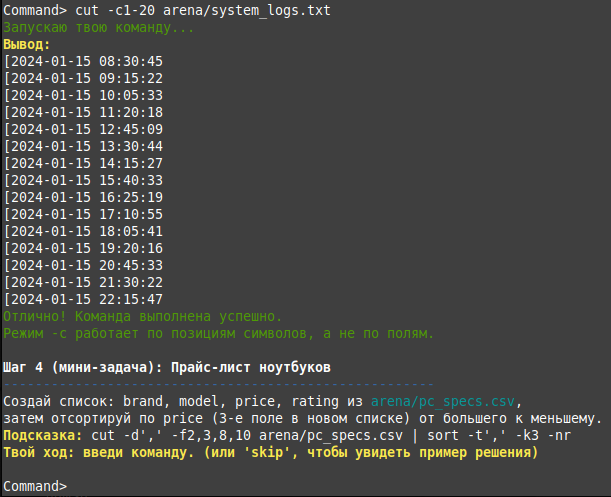 Command> cut -c1-20 arena/system_logs.txt
Запускаю твою команду...
Вывод:
[2024-01-15 08:30:45
[2024-01-15 09:15:22
[2024-01-15 10:05:33
[2024-01-15 11:20:18
[2024-01-15 12:45:09
[2024-01-15 13:30:44
[2024-01-15 14:15:27
[2024-01-15 15:40:33
[2024-01-15 16:25:19
[2024-01-15 17:10:55
[2024-01-15 18:05:41
[2024-01-15 19:20:16
[2024-01-15 20:45:33
[2024-01-15 21:30:22
[2024-01-15 22:15:47
Отлично! Команда выполнена успешно.
Режим -c работает по позициям символов, а не по полям.
Шаг 4 (мини-задача): Прайс-лист ноутбуков
------------------------------------------------------
Создай список: brand, model, price, rating из arena/pc_specs.csv,
затем отсортируй по price (3-е поле в новом списке) от большего к меньшему.
Подсказка: cut -d',' -f2,3,8,10 arena/pc_specs.csv | sort -t',' -k3 -nr
Твой ход: введи команду. (или 'skip', чтобы увидеть пример решения)
Command>